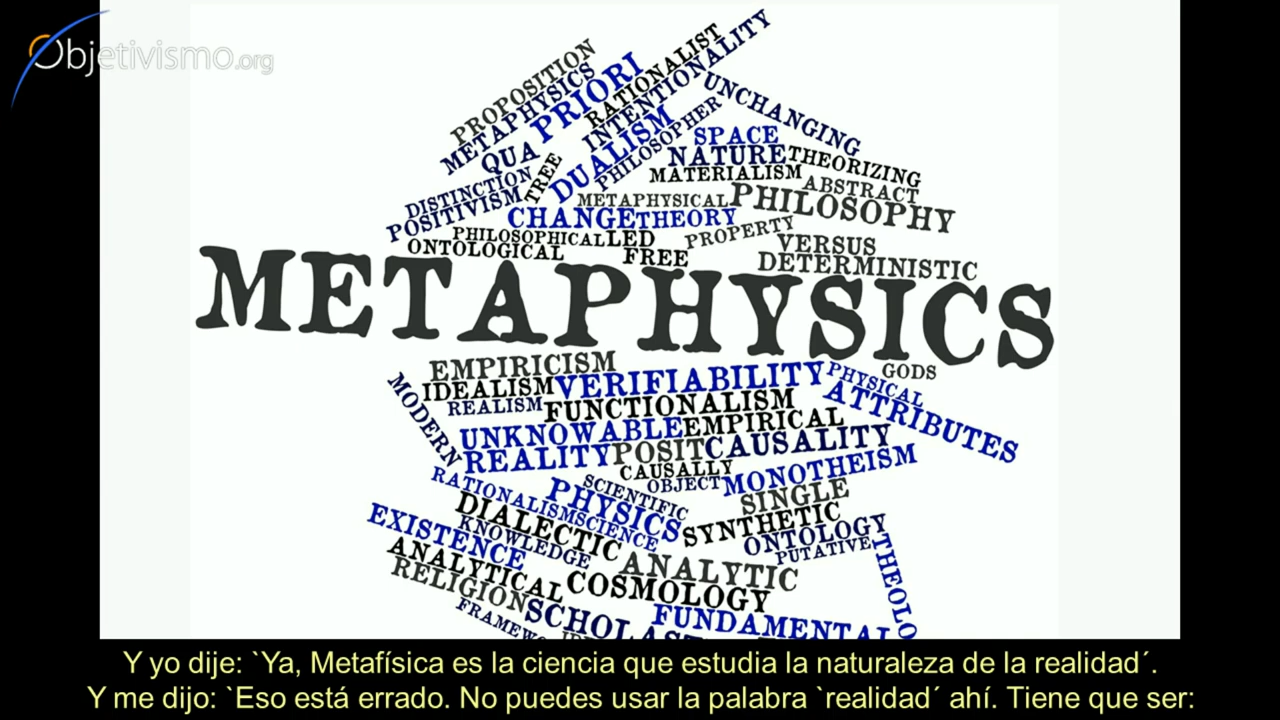 Objetivismo.org
PROPOSITION
METAPHYSICS
PRIORI
RATIONALIST
INTENTIONALITY
UNCHANGING
QUA
TREE
DUALISM
PHILOSOPHER
SPACE
NATURE
THEORIZING
MATERIALISM
ABSTRACT
DISTINCTION
POSITIVISM
METAPHYSICAL
PHILOSOPHY
CHANGE
THEORY
PHILOSOPHICAL
LED
PROPERTY
VERSUS
ONTOLOGICAL
FREE
DETERMINISTIC
METAPHYSICS
EMPIRICISM
GODS
MODERN
IDEALISM
VERIFIABILITY
PHYSICAL
ATTRIBUTES
REALISM
FUNCTIONALISM
UNKNOWABLE
EMPIRICAL
REALITY
POSIT
CAUSALITY
CAUSALLY
OBJECT
MONOTHEISM
RATIONALISM
SCIENTIFIC
PHYSICS
SCIENCE
SINGLE
DIALECTIC
SYNTHETIC
EXISTENCE
KNOWLEDGE
ONTOLOGY
PUTATIVE
THEOLO
ANALYTICAL
ANALYTIC
RELIGION
COSMOLOGY
FRAMEWO
SCHOLAS
FUNDAMENTAL
Y yo dije: `Ya, Metafísica es la ciencia que estudia la naturaleza de la realidad´.
Y me dijo: `Eso está errado. No puedes usar la palabra `realidad´ ahí. Tiene que ser: